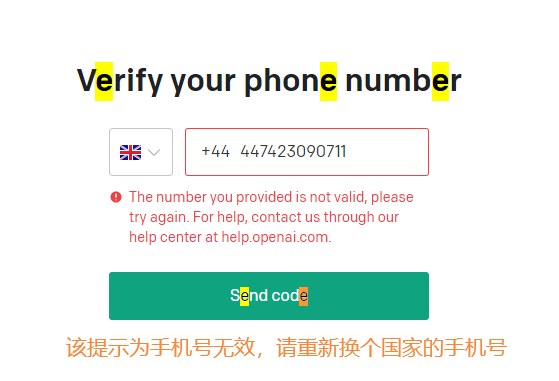 Verify your phone number
+44 447423090711
The number you provided is not valid, please
try again. For help, contact us through our
help center at help.openai.com.
Send code
该提示为手机号无效，请重新换个国家的手机号